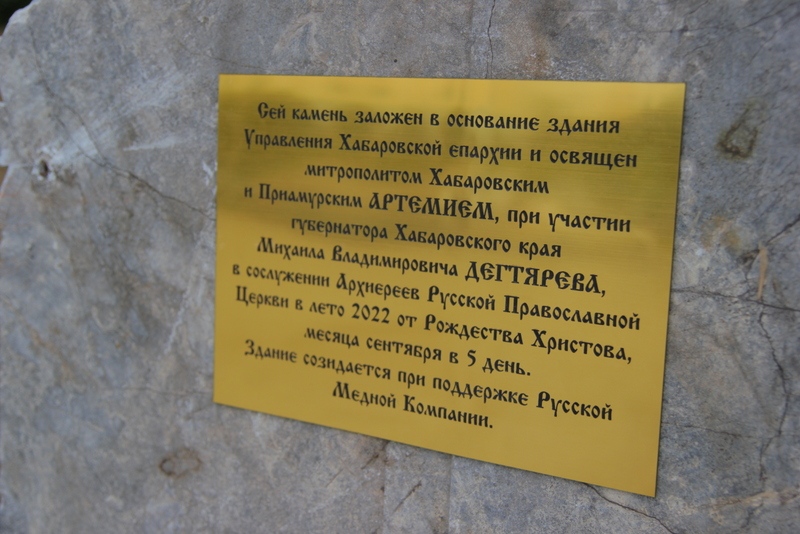 Сей камень заложен в основание здания
Управления Хабаровской епархии и освящен
митрополитом Хабаровским
и Приамурским АРТЕМИЕМ, при участии
губернатора Хабаровского края
Михаила Владимировича ДЕГТЯРЕВА,
в сослужении Архиереев Русской Православной
Церкви в лето 2022 от Рождества Христова,
месяца сентября в 5 день.
Здание созидается при поддержке Русской
Медной Компании.